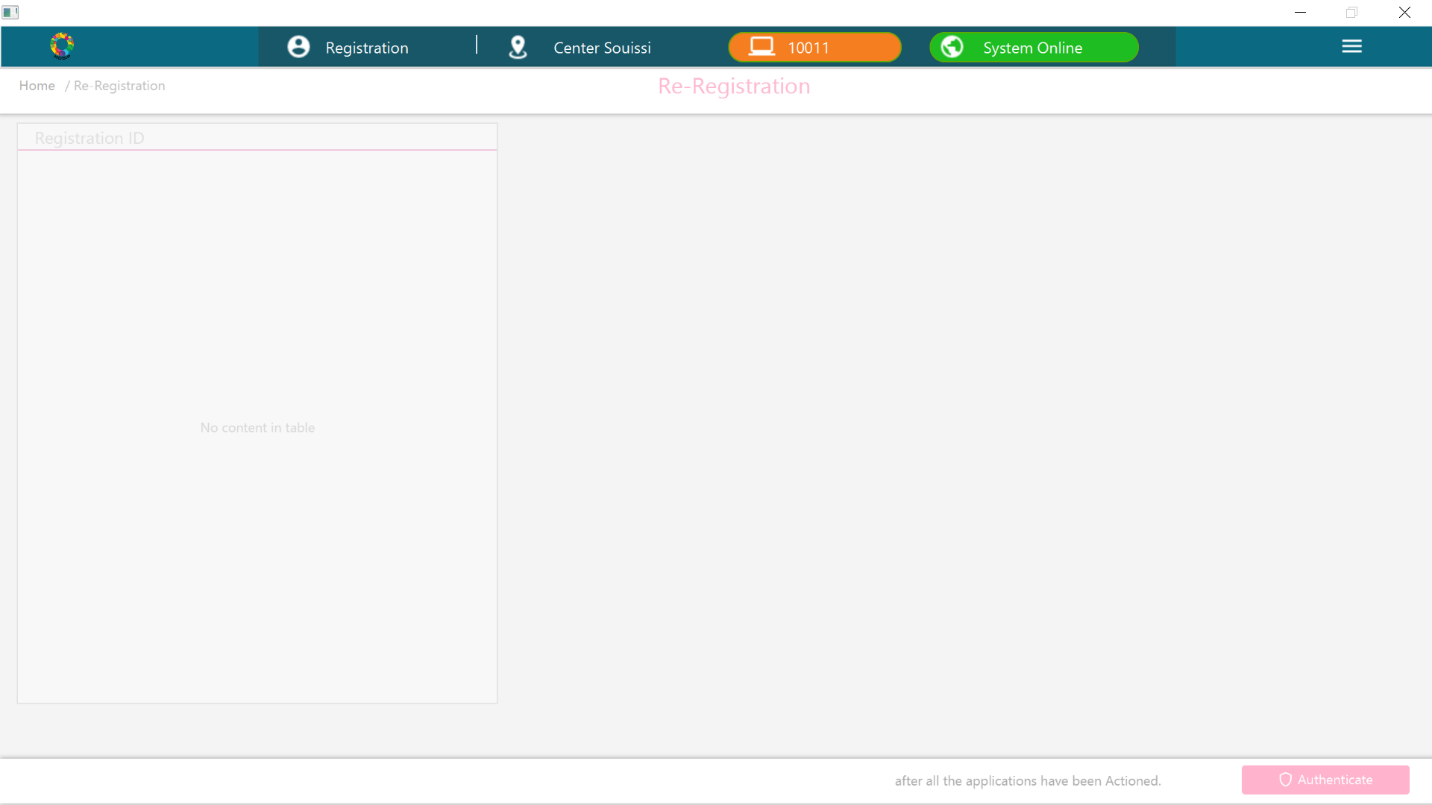 Registration | Center Souissi 10011 System Online
Home / Re-Registration
Re-Registration
Registration ID
No content in table
after all the applications have been Actioned. Authenticate